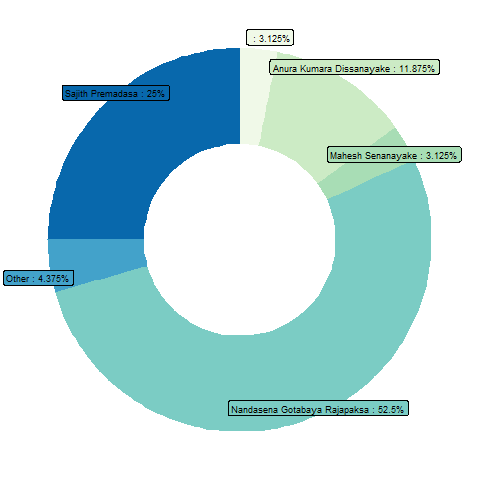 : 3.125%
Anura Kumara Dissanayake : 11.875%
Sajith Premadasa : 25%
Mahesh Senanayake : 3.125%
Other : 4.375%
Nandasena Gotabaya Rajapaksa : 52.5%